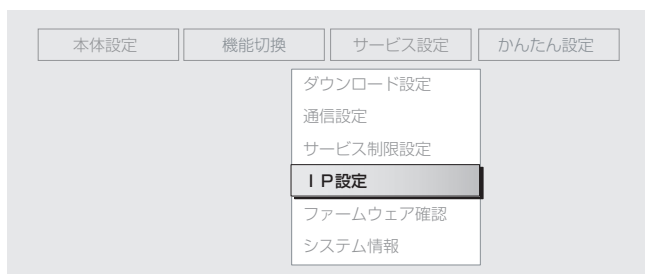 本体設定 機能切換 サービス設定 かんたん設定
ダウンロード設定
通信設定
サービス制限設定
ＩＰ設定
ファームウェア確認
システム情報